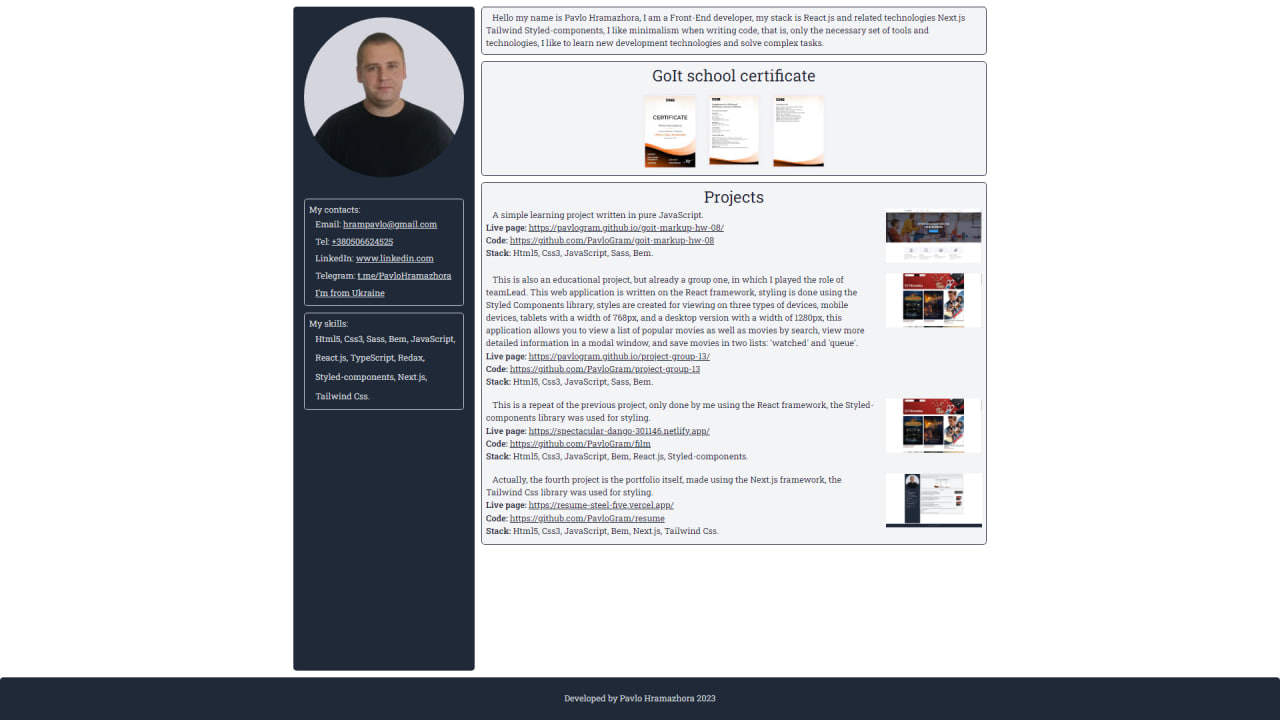 My contacts:
Email: hrampavlo@gmail.com
Tel: +380506624525
LinkedIn: www.linkedin.com
Telegram: t.me/PavloHramazhora
I'm from Ukraine
My skills:
Html5, Css3, Sass, Bem, JavaScript,
React.js, TypeScript, Redax,
Styled-components, Next.js,
Tailwind Css.
Hello my name is Pavlo Hramazhora, I am a Front-End developer, my stack is React.js and related technologies Next.js
Tailwind Styled-components, I like minimalism when writing code, that is, only the necessary set of tools and
technologies, I like to learn new development technologies and solve complex tasks.
GoIt school certificate
CERTIFICATE
Projects
A simple learning project written in pure JavaScript.
Live page: https://pavlogram.github.io/goit-markup-hw-08/
Code: https://github.com/PavloGram/goit-markup-hw-08
Stack: Html5, Css3, JavaScript, Sass, Bem.
This is also an educational project, but already a group one, in which I played the role of
teamLead. This web application is written on the React framework, styling is done using the
Styled Components library, styles are created for viewing on three types of devices, mobile
devices, tablets with a width of 768px, and a desktop version with a width of 1280px, this
application allows you to view a list of popular movies as well as movies by search, view more
detailed information in a modal window, and save movies in two lists: 'watched' and 'queue'.
Live page: https://pavlogram.github.io/project-group-13/
Code: https://github.com/PavloGram/project-group-13
Stack: Html5, Css3, JavaScript, Sass, Bem.
This is a repeat of the previous project, only done by me using the React framework, the Styled-
components library was used for styling.
Live page: https://spectacular-dango-301146.netlify.app/
Code: https://github.com/PavloGram/film
Stack: Html5, Css3, JavaScript, Bem, React.js, Styled-components.
Actually, the fourth project is the portfolio itself, made using the Next.js framework, the
Tailwind Css library was used for styling.
Live page: https://resume-steel-five.vercel.app/
Code: https://github.com/PavloGram/resume
Stack: Html5, Css3, JavaScript, Bem, Next.js, Tailwind Css.
Developed by Pavlo Hramazhora 2023